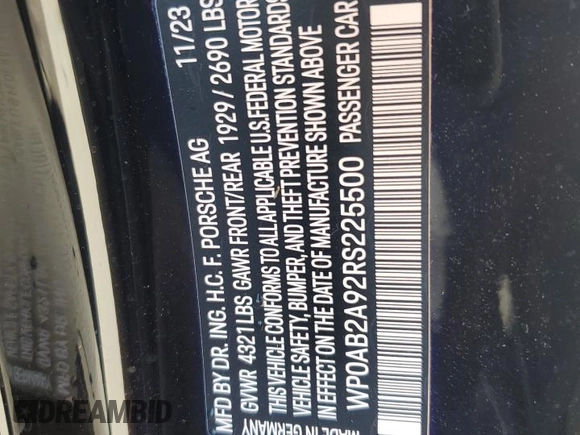 MFD BY DR. ING. H.C. F. PORSCHE AG 11/23
GVWR 4321 LBS GAWR FRONT/REAR 1929 / 2690 LBS
THIS VEHICLE CONFORMS TO ALL APPLICABLE U.S. FEDERAL MOTOR
VEHICLE SAFETY, BUMPER, AND THEFT PREVENTION STANDARDS
IN EFFECT ON THE DATE OF MANUFACTURE SHOWN ABOVE
WP0AB2A92RS225500 PASSENGER CAR
GERMANY
DREAMBID